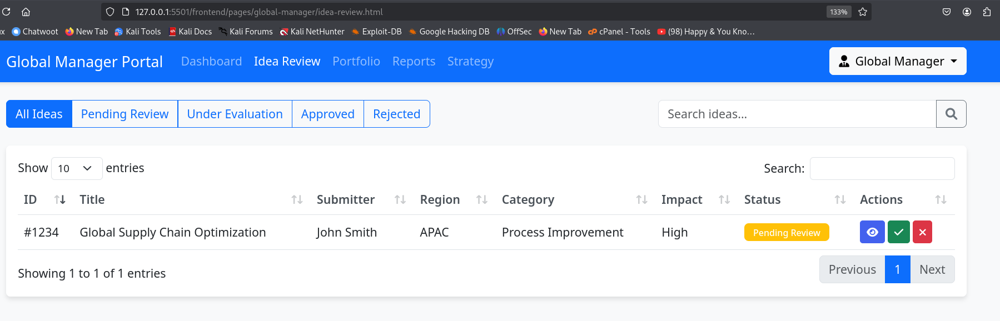 127.0.0.1:5501/frontend/pages/global-manager/idea-review.html 133%
x Chatwoot New Tab Kali Tools Kali Docs Kali Forums Kali NetHunter Exploit-DB Google Hacking DB OffSec New Tab cPanel - Tools (98) Happy & You Kno…
Global Manager Portal Dashboard Idea Review Portfolio Reports Strategy Global Manager
All Ideas Pending Review Under Evaluation Approved Rejected Search ideas...
Show 10 entries Search:
ID Title Submitter Region Category Impact Status Actions
#1234 Global Supply Chain Optimization John Smith APAC Process Improvement High Pending Review
Showing 1 to 1 of 1 entries Previous 1 Next